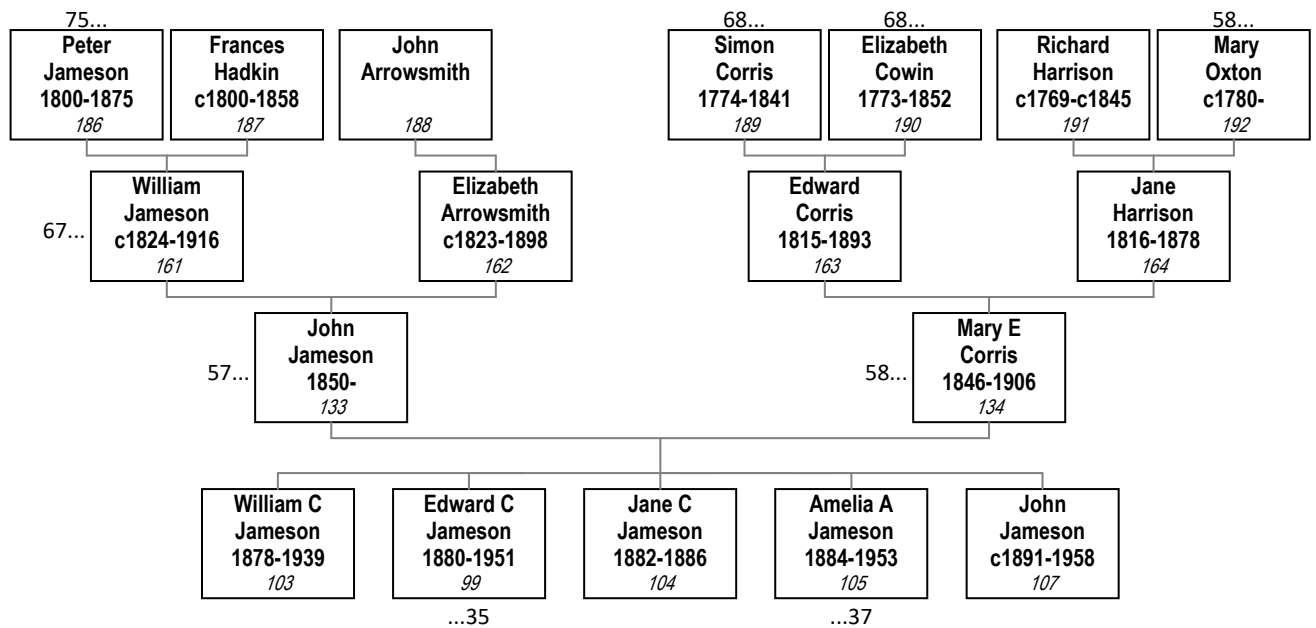 75...
68...
68...
58...
Peter
Jameson
1800-1875
186
Frances
Hadkin
c1800-1858
187
John
Arrowsmith
188
Simon
Corris
1774-1841
189
Elizabeth
Cowin
1773-1852
190
Richard
Harrison
c1769-c1845
191
Mary
Oxton
c1780-
192
67...
William
Jameson
c1824-1916
161
Elizabeth
Arrowsmith
c1823-1898
162
Edward
Corris
1815-1893
163
Jane
Harrison
1816-1878
164
57...
John
Jameson
1850-
133
58...
Mary E
Corris
1846-1906
134
William C
Jameson
1878-1939
103
Edward C
Jameson
1880-1951
99
Jane C
Jameson
1882-1886
104
Amelia A
Jameson
1884-1953
105
John
Jameson
c1891-1958
107
...35
...37